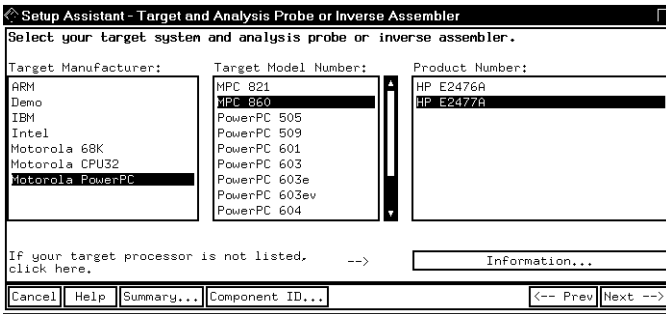 Setup Assistant - Target and Analysis Probe or Inverse Assembler
Select your target system and analysis probe or inverse assembler.
Target Manufacturer:
ARM
Demo
IBM
Intel
Motorola 68K
Motorola CPU32
Motorola PowerPC
Target Model Number:
MPC 821
MPC 860
PowerPC 505
PowerPC 509
PowerPC 601
PowerPC 603
PowerPC 603e
PowerPC 603ev
PowerPC 604
Product Number:
HP E2476A
HP E2477A
If your target processor is not listed,
click here.
-->
Information...
Cancel Help Summary... Component ID... <-- Prev Next -->